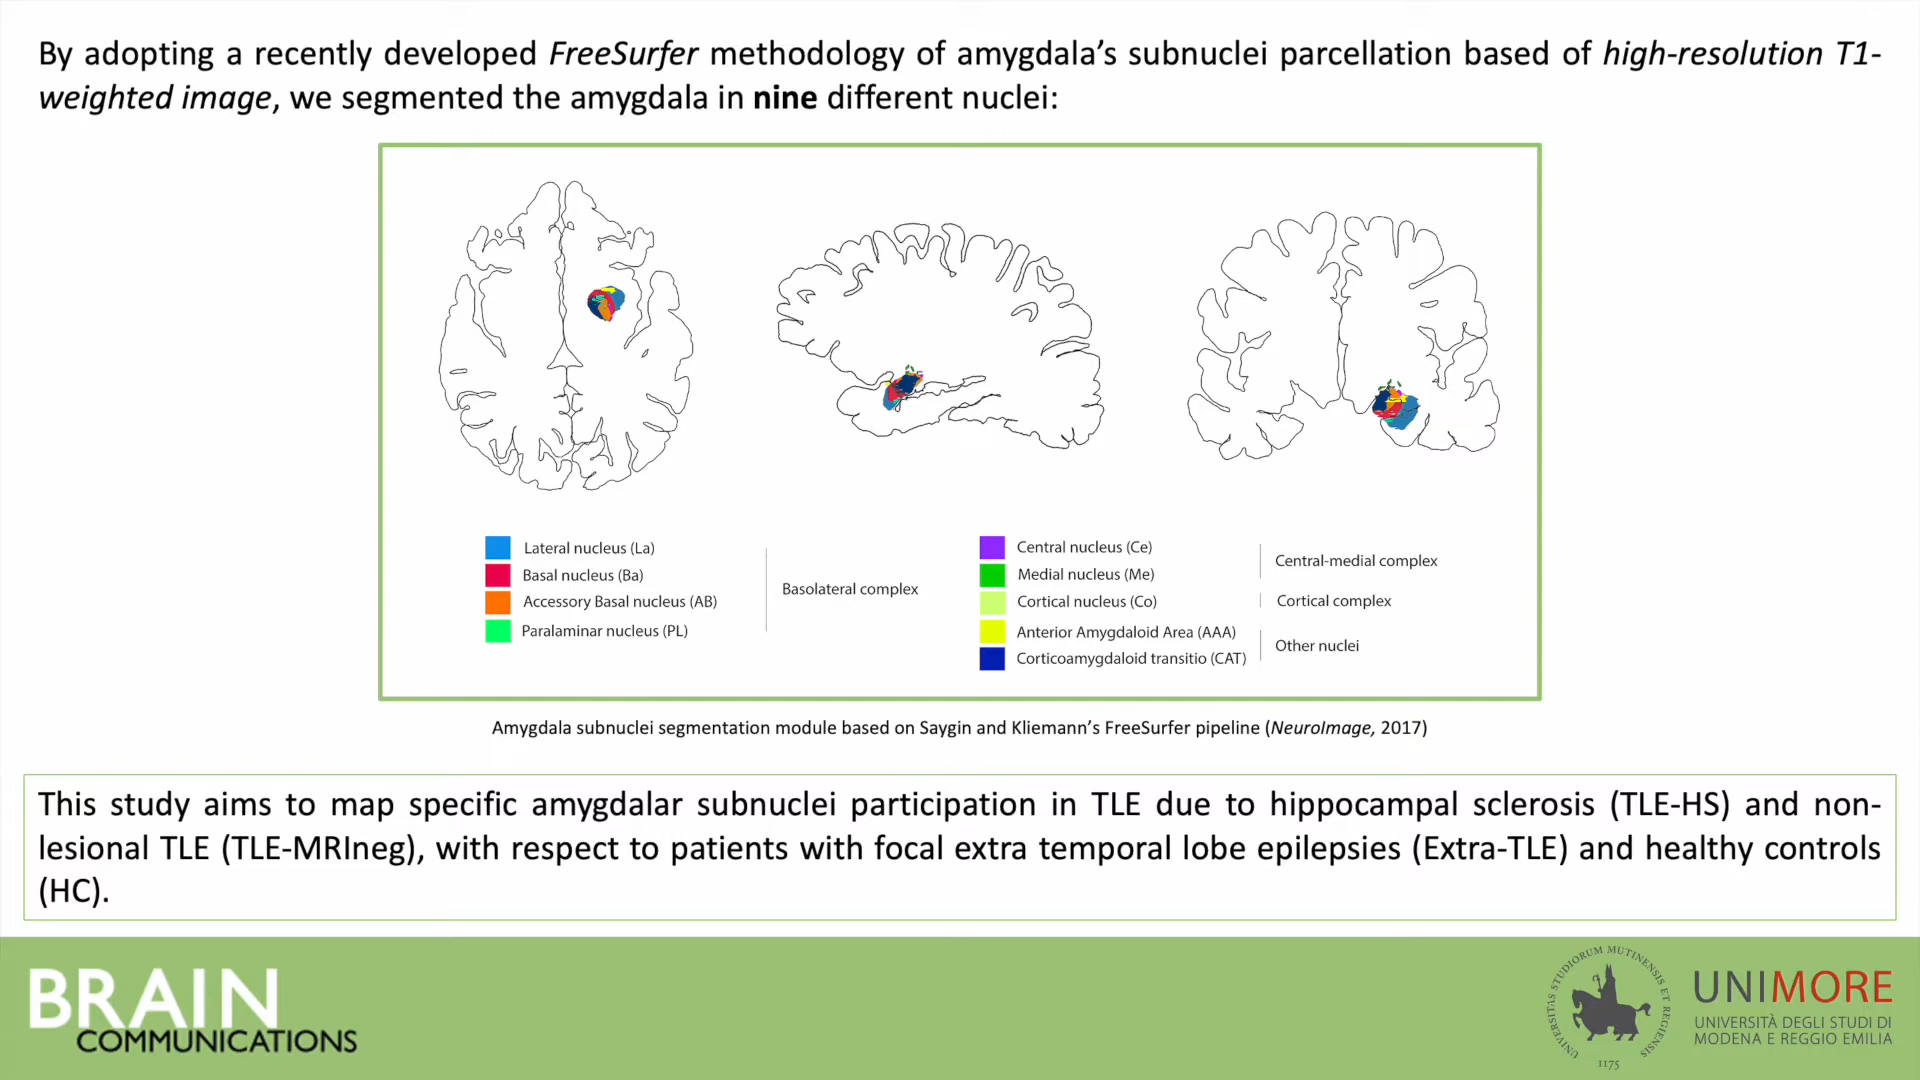 By adopting a recently developed FreeSurfer methodology of amygdala’s subnuclei parcellation based of high-resolution T1-
weighted image, we segmented the amygdala in nine different nuclei:
Lateral nucleus (La)
Basal nucleus (Ba)
Accessory Basal nucleus (AB)
Paralaminar nucleus (PL)
Basolateral complex
Central nucleus (Ce)
Medial nucleus (Me)
Cortical nucleus (Co)
Anterior Amygdaloid Area (AAA)
Corticoamygdaloid transitio (CAT)
Central-medial complex
Cortical complex
Other nuclei
Amygdala subnuclei segmentation module based on Saygin and Kliemann’s FreeSurfer pipeline (NeuroImage, 2017)
This study aims to map specific amygdalar subnuclei participation in TLE due to hippocampal sclerosis (TLE-HS) and non-
lesional TLE (TLE-MRIneg), with respect to patients with focal extra temporal lobe epilepsies (Extra-TLE) and healthy controls
(HC).
BRAIN
COMMUNICATIONS
UNIVERSITAS STUDIORUM MUTINENSIS ET REGIENSIS
1175
UNIMORE
UNIVERSITÀ DEGLI STUDI DI
MODENA E REGGIO EMILIA